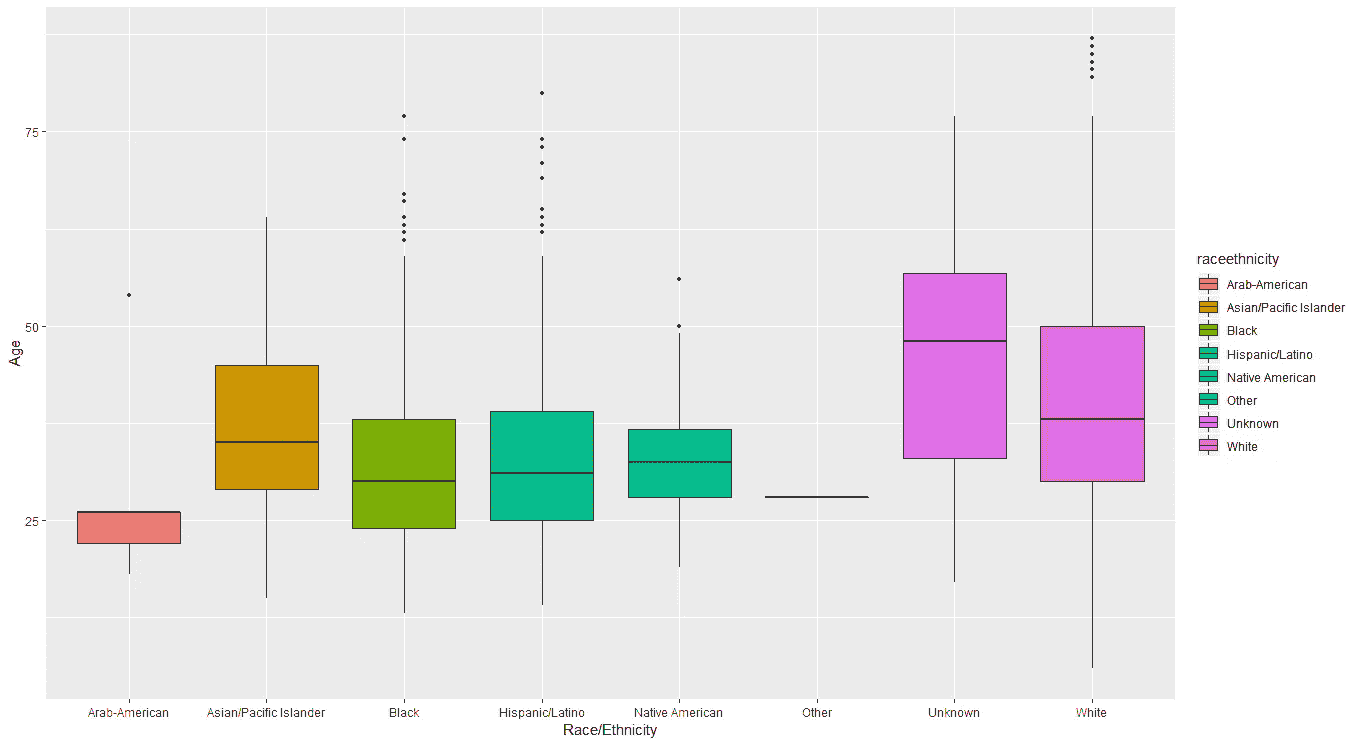 75
50
25
Age
Arab-American
Asian/Pacific Islander
Black
Hispanic/Latino
Native American
Other
Unknown
White
Race/Ethnicity
raceethnicity
Arab-American
Asian/Pacific Islander
Black
Hispanic/Latino
Native American
Other
Unknown
White